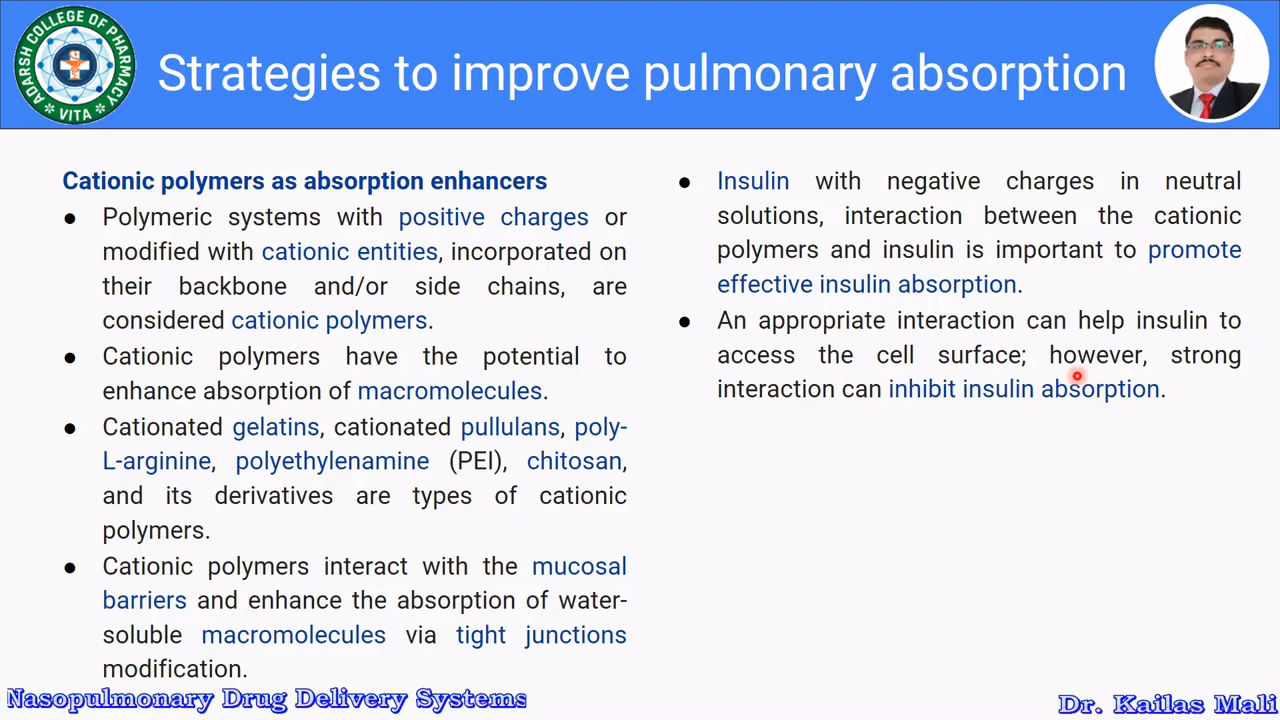 ADARSH COLLEGE OF PHARMACY
VITA
Strategies to improve pulmonary absorption
Cationic polymers as absorption enhancers
● Polymeric systems with positive charges or
modified with cationic entities, incorporated on
their backbone and/or side chains, are
considered cationic polymers.
● Cationic polymers have the potential to
enhance absorption of macromolecules.
● Cationated gelatins, cationated pullulans, poly-
L-arginine, polyethylenamine (PEI), chitosan,
and its derivatives are types of cationic
polymers.
● Cationic polymers interact with the mucosal
barriers and enhance the absorption of water-
soluble macromolecules via tight junctions
modification.
● Insulin with negative charges in neutral
solutions, interaction between the cationic
polymers and insulin is important to promote
effective insulin absorption.
● An appropriate interaction can help insulin to
access the cell surface; however, strong
interaction can inhibit insulin absorption.
Nasopulmonary Drug Delivery Systems
Dr. Kailas Mali